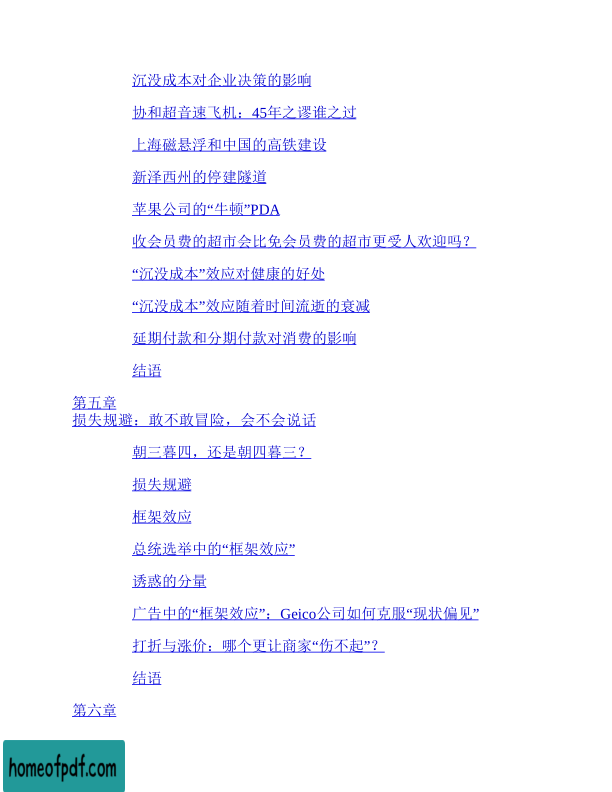 沉没成本对企业决策的影响
协和超音速飞机：45年之谬谁之过
上海磁悬浮和中国的高铁建设
新泽西州的停建隧道
苹果公司的“牛顿”PDA
收会员费的超市会比免会员费的超市更受人欢迎吗？
“沉没成本”效应对健康的好处
“沉没成本”效应随着时间流逝的衰减
延期付款和分期付款对消费的影响
结语
第五章
损失规避：敢不敢冒险，会不会说话
朝三暮四，还是朝四暮三？
损失规避
框架效应
总统选举中的“框架效应”
诱惑的分量
广告中的“框架效应”：Geico公司如何克服“现状偏见”
打折与涨价：哪个更让商家“伤不起”？
结语
第六章
homeofpdf.com